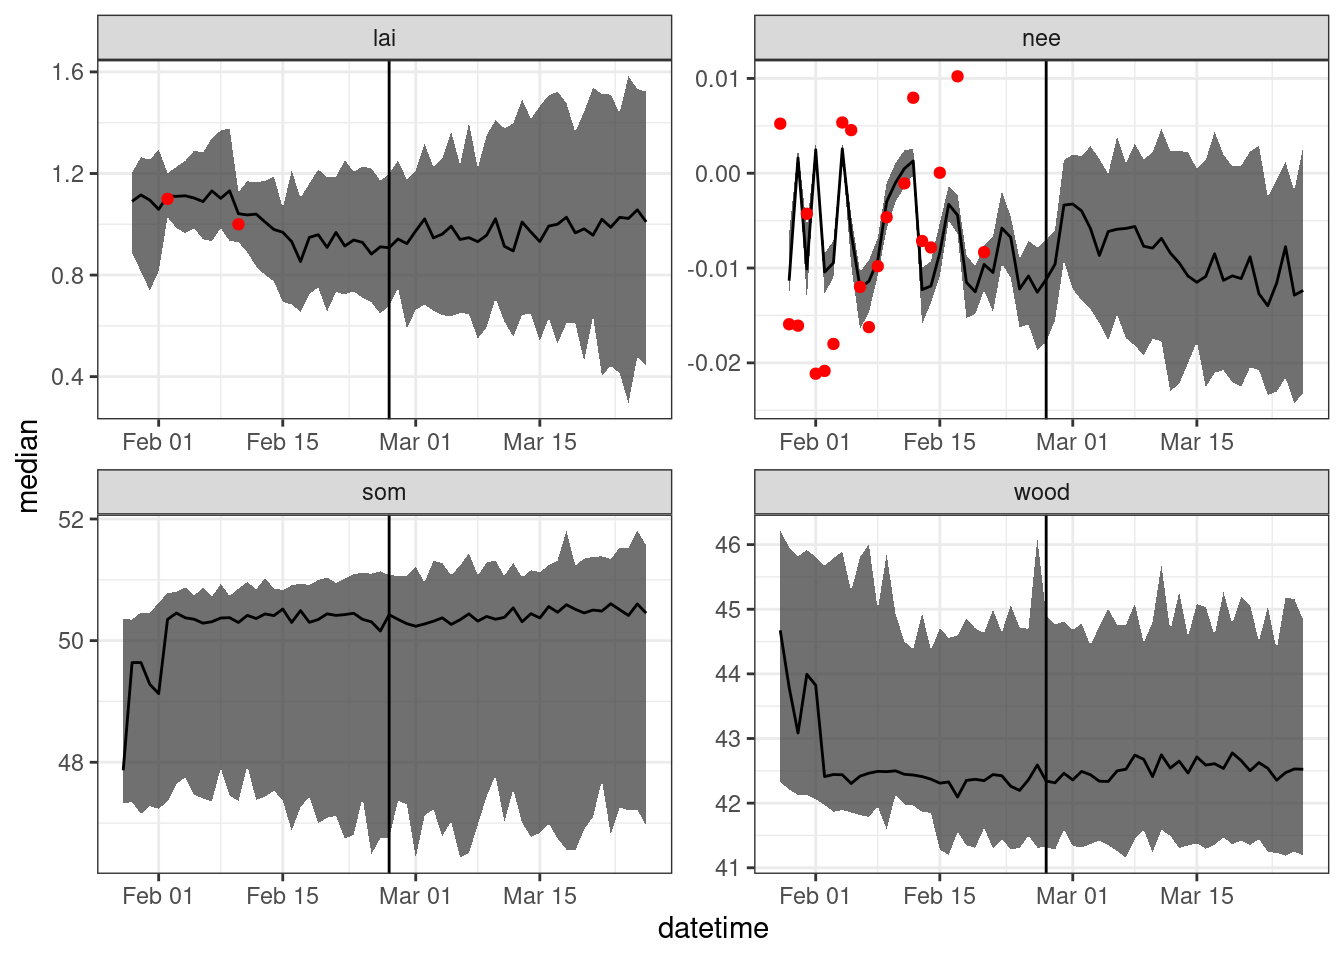 lai
nee
1.6
1.2
0.8
0.4
0.01
0.00
-0.01
-0.02
Feb 01 Feb 15 Mar 01 Mar 15
Feb 01 Feb 15 Mar 01 Mar 15
median
som
wood
52
50
48
46
45
44
43
42
41
Feb 01 Feb 15 Mar 01 Mar 15
Feb 01 Feb 15 Mar 01 Mar 15
datetime